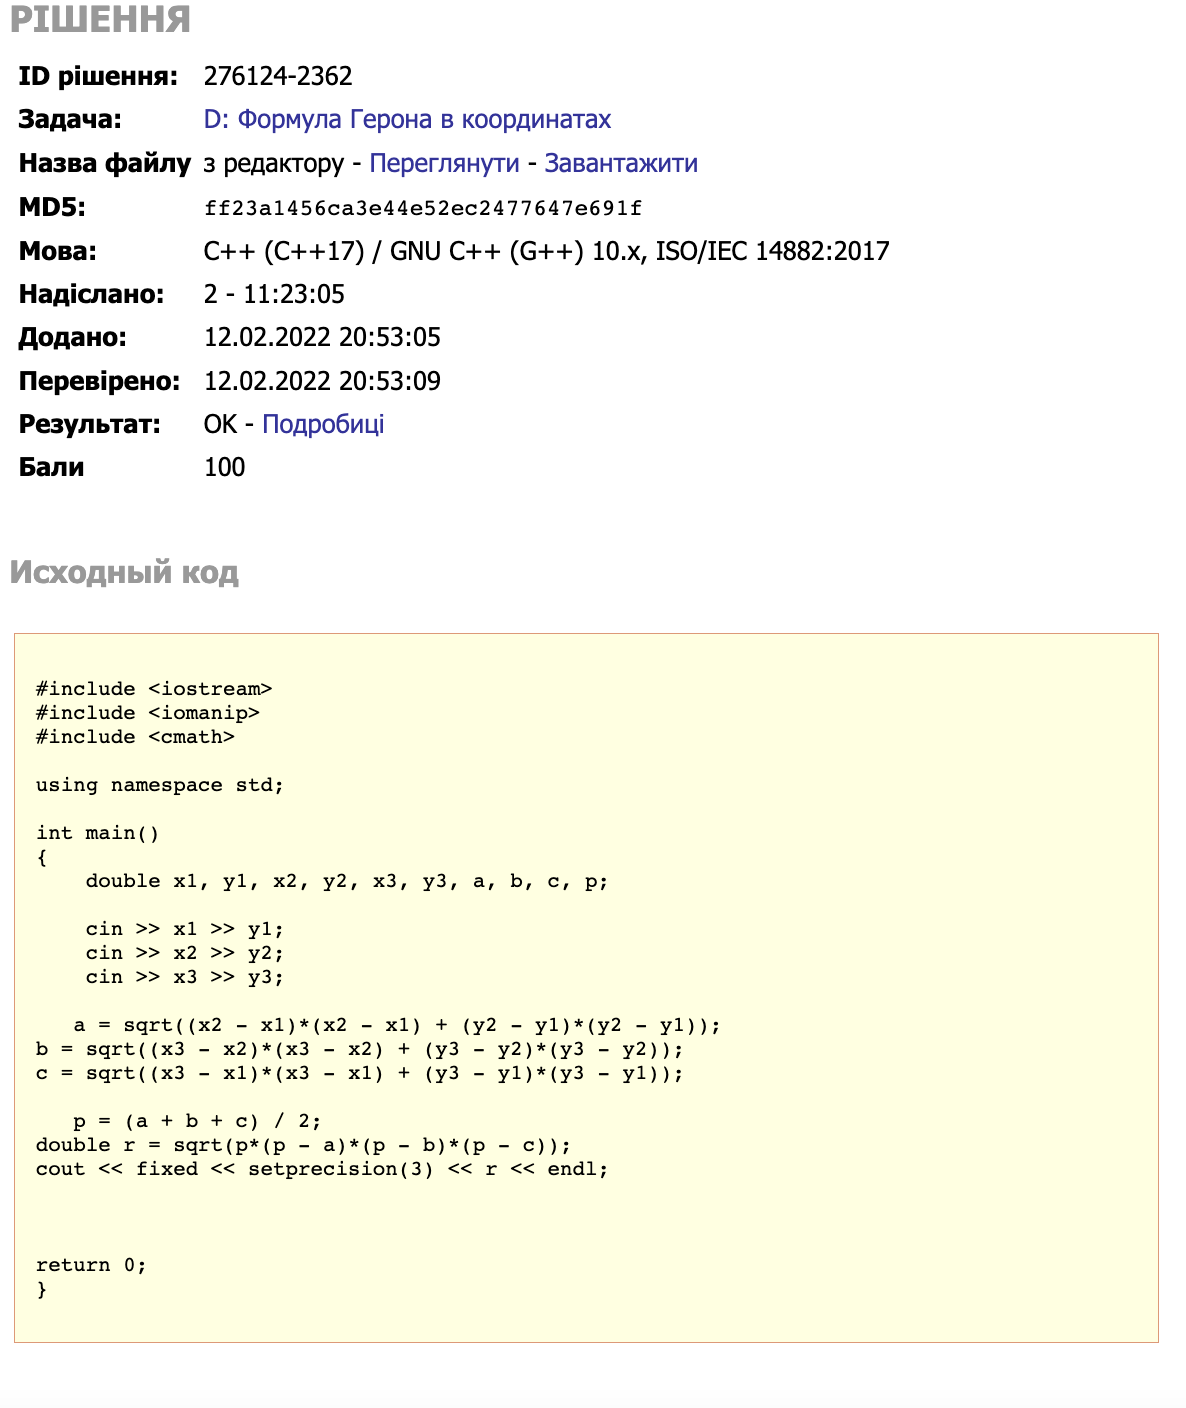 РІШЕННЯ
ID рішення: 276124-2362
Задача: D: Формула Герона в координатах
Назва файлу з редактору - Переглянути - Завантажити
MD5: ff23a1456ca3e44e52ec2477647e691f
Мова: C++ (C++17) / GNU C++ (G++) 10.x, ISO/IEC 14882:2017
Надіслано: 2 - 11:23:05
Додано: 12.02.2022 20:53:05
Перевірено: 12.02.2022 20:53:09
Результат: OK - Подробиці
Бали 100
Исходный код
#include <iostream>
#include <iomanip>
#include <cmath>
using namespace std;
int main()
{
    double x1, y1, x2, y2, x3, y3, a, b, c, p;
    cin >> x1 >> y1;
    cin >> x2 >> y2;
    cin >> x3 >> y3;
   a = sqrt((x2 - x1)*(x2 - x1) + (y2 - y1)*(y2 - y1));
b = sqrt((x3 - x2)*(x3 - x2) + (y3 - y2)*(y3 - y2));
c = sqrt((x3 - x1)*(x3 - x1) + (y3 - y1)*(y3 - y1));
   p = (a + b + c) / 2;
double r = sqrt(p*(p - a)*(p - b)*(p - c));
cout << fixed << setprecision(3) << r << endl;
return 0;
}